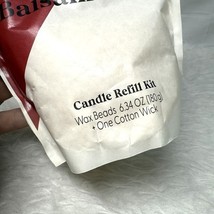 Candle Refill Kit
Wax Beads 6.34 OZ (180g)
+ One Cotton Wick